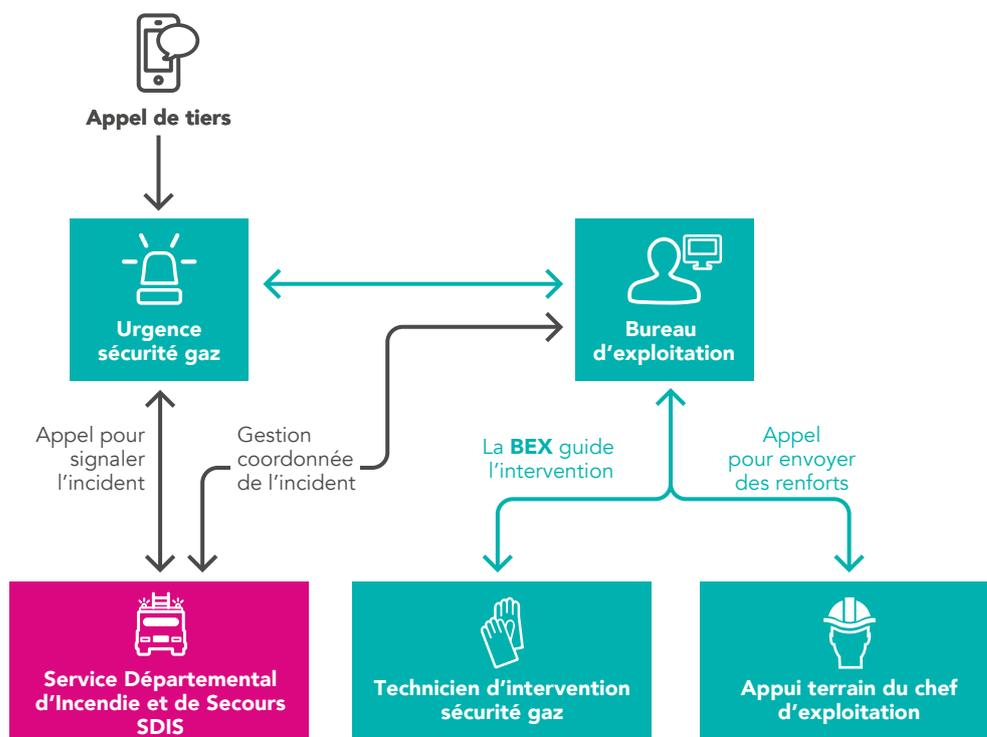 Appel de tiers
Urgence
sécurité gaz
Bureau
d'exploitation
Appel pour
signaler
l'incident
Gestion
coordonnée
de l'incident
La BEX guide
l'intervention
Appel
pour envoyer
des renforts
Service Départemental
d'Incendie et de Secours
SDIS
Technicien d'intervention
sécurité gaz
Appui terrain du chef
d'exploitation